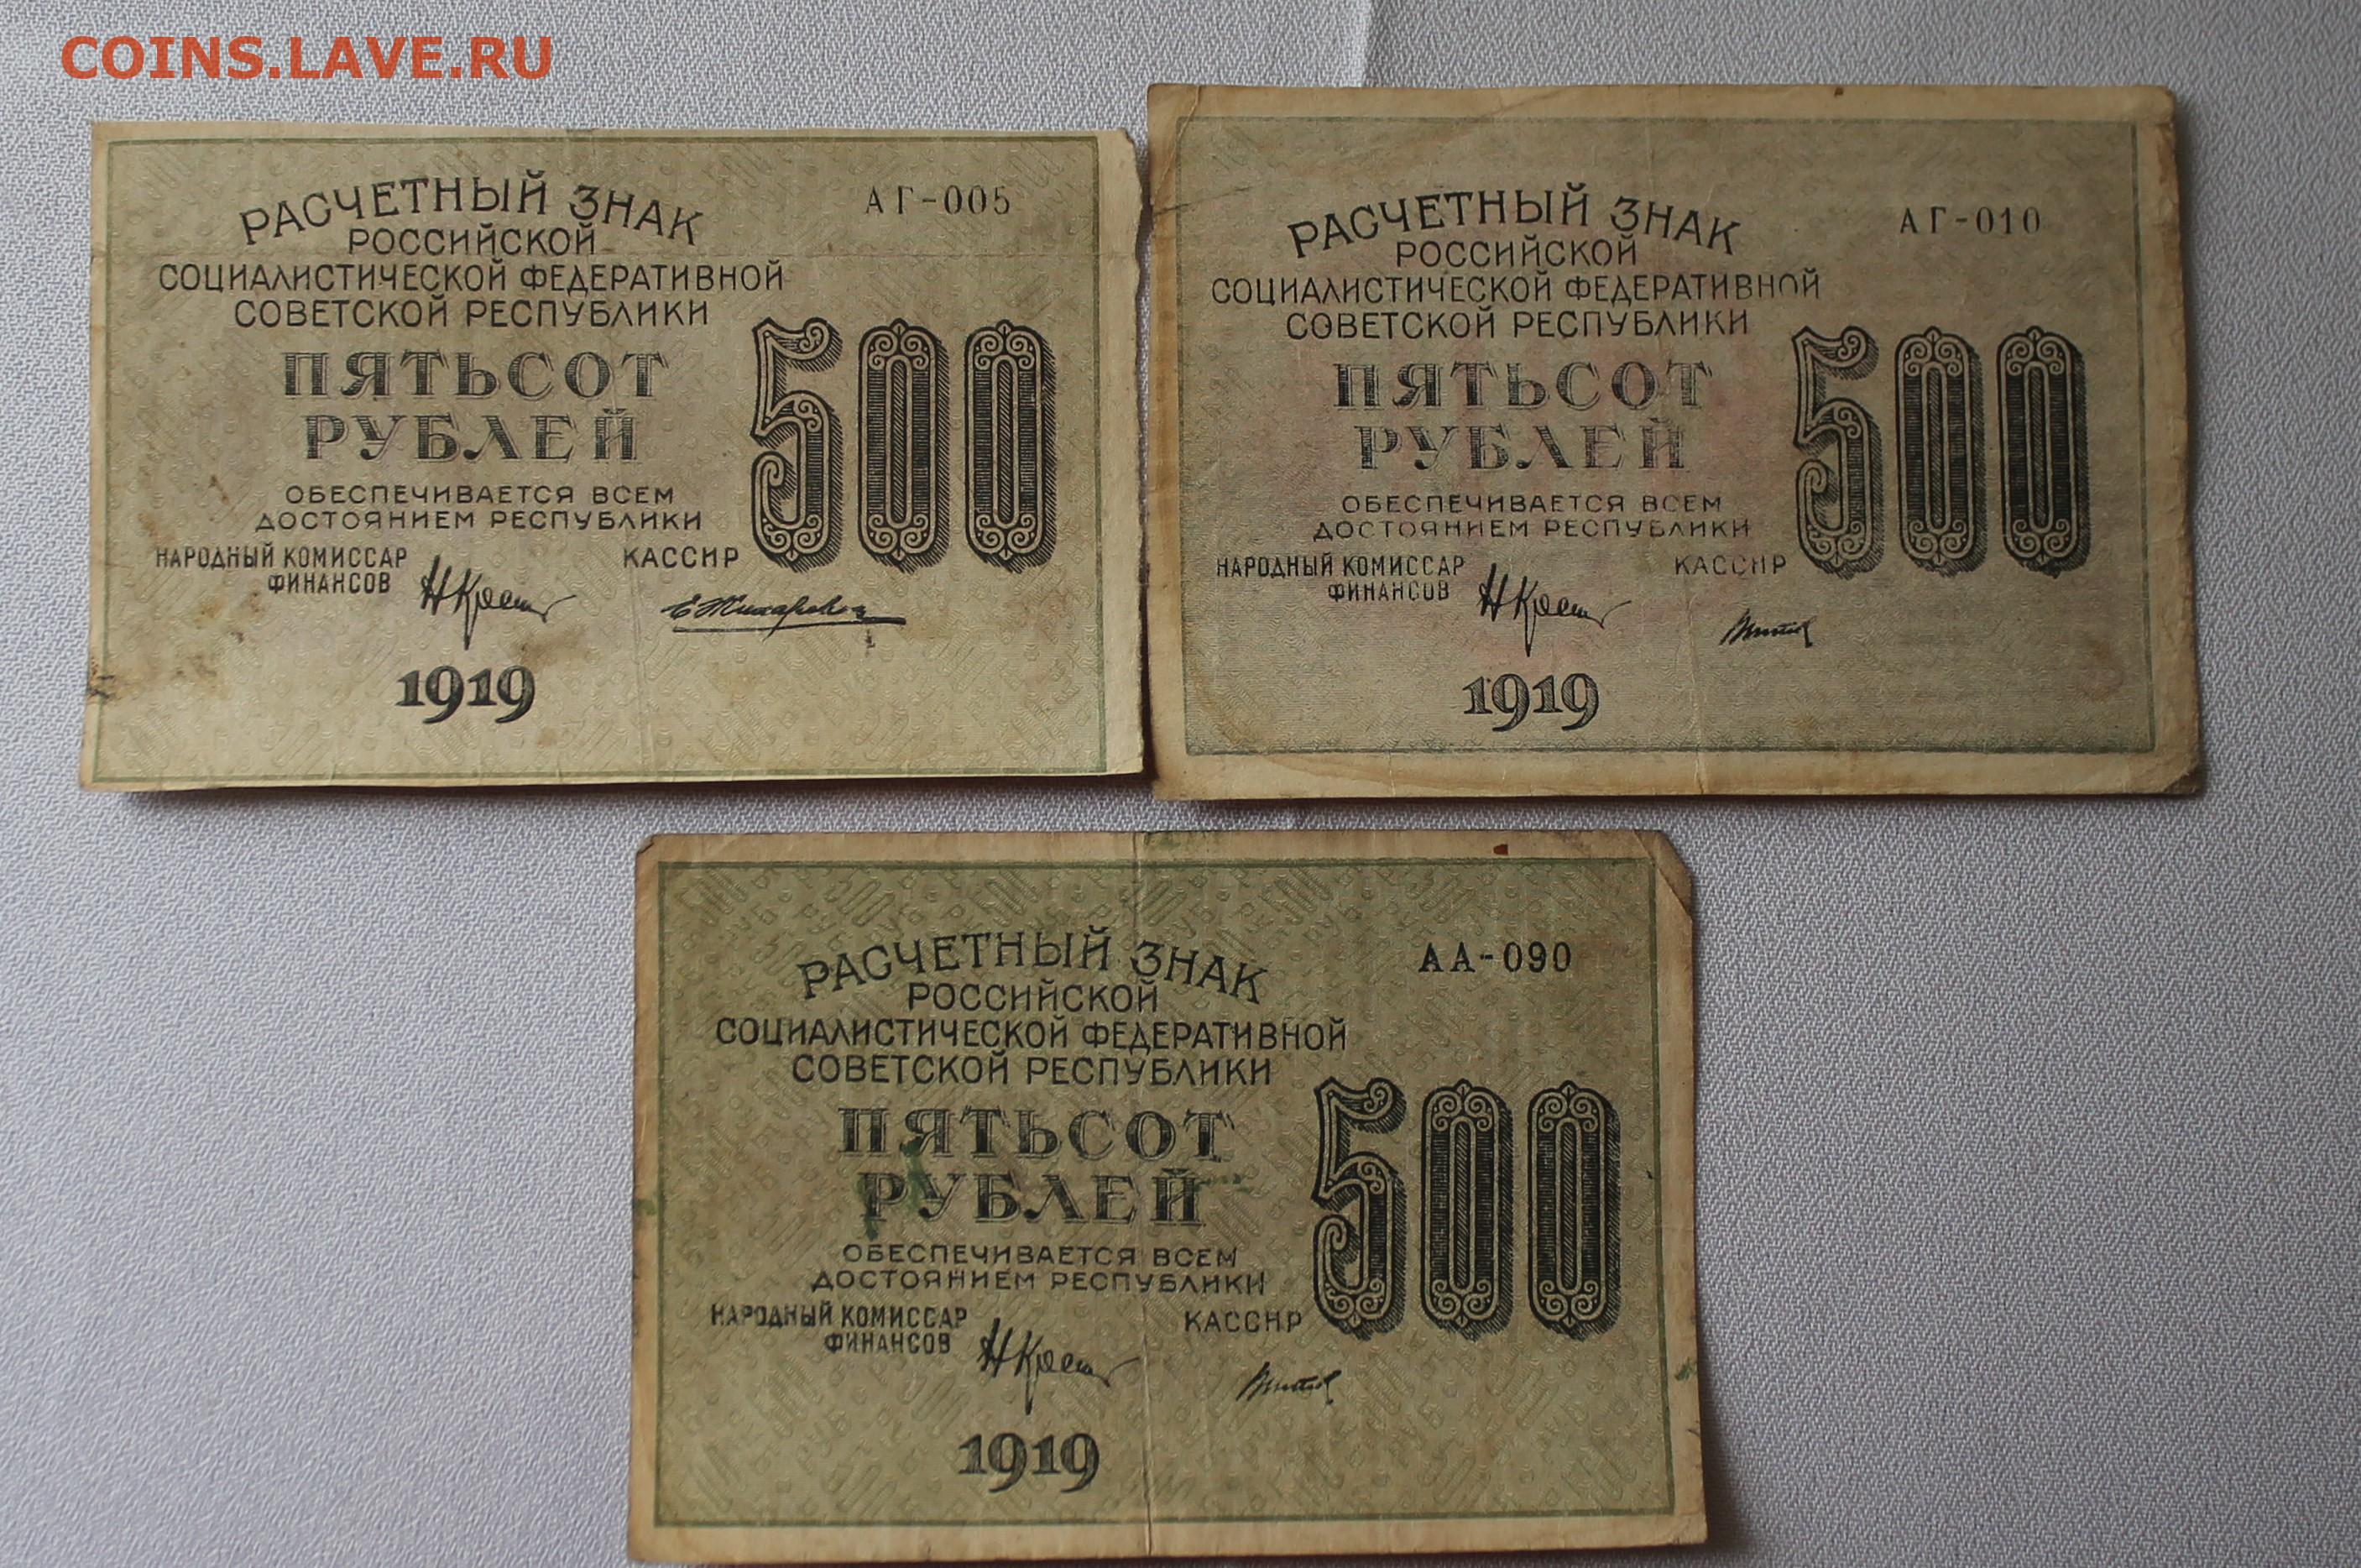 COINS.LAVE.RU
РАСЧЕТНЫЙ ЗНАК
АГ-005
РОССИЙСКОЙ
СОЦИАЛИСТИЧЕСКОЙ ФЕДЕРАТИВНОЙ
СОВЕТСКОЙ РЕСПУБЛИКИ
ПЯТЬСОТ
РУБЛЕЙ
500
ОБЕСПЕЧИВАЕТСЯ ВСЕМ
ДОСТОЯНИЕМ РЕСПУБЛИКИ
НАРОДНЫЙ КОМИССАР
ФИНАНСОВ
КАССИР
1919
РАСЧЕТНЫЙ ЗНАК
АГ-010
РОССИЙСКОЙ
СОЦИАЛИСТИЧЕСКОЙ ФЕДЕРАТИВНОЙ
СОВЕТСКОЙ РЕСПУБЛИКИ
ПЯТЬСОТ
РУБЛЕЙ
500
ОБЕСПЕЧИВАЕТСЯ ВСЕМ
ДОСТОЯНИЕМ РЕСПУБЛИКИ
НАРОДНЫЙ КОМИССАР
ФИНАНСОВ
КАССИР
1919
РАСЧЕТНЫЙ ЗНАК
АА-090
РОССИЙСКОЙ
СОЦИАЛИСТИЧЕСКОЙ ФЕДЕРАТИВНОЙ
СОВЕТСКОЙ РЕСПУБЛИКИ
ПЯТЬСОТ
РУБЛЕЙ
500
ОБЕСПЕЧИВАЕТСЯ ВСЕМ
ДОСТОЯНИЕМ РЕСПУБЛИКИ
НАРОДНЫЙ КОМИССАР
ФИНАНСОВ
КАССИР
1919